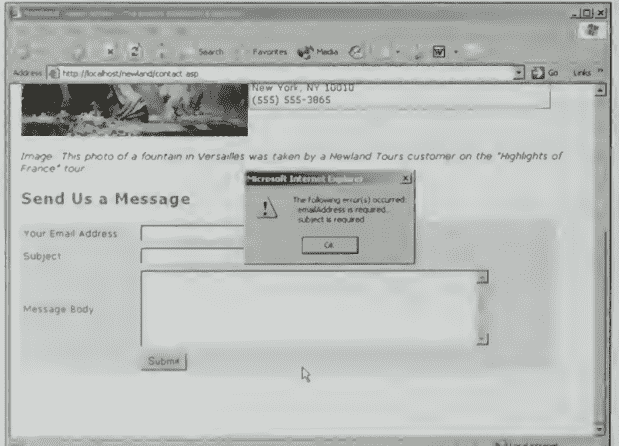 Search Favorites Media
Address http://localhost/newland/contact.asp Go Links
New York, NY 10010
(555) 555-3865
Image: This photo of a fountain in Versailles was taken by a Newland Tours customer on the "Highlights of
France" tour
Send Us a Message
Microsoft Internet Explorer
The following error(s) occurred:
emailAddress is required.
subject is required
OK
Your Email Address
Subject
Message Body
Submit